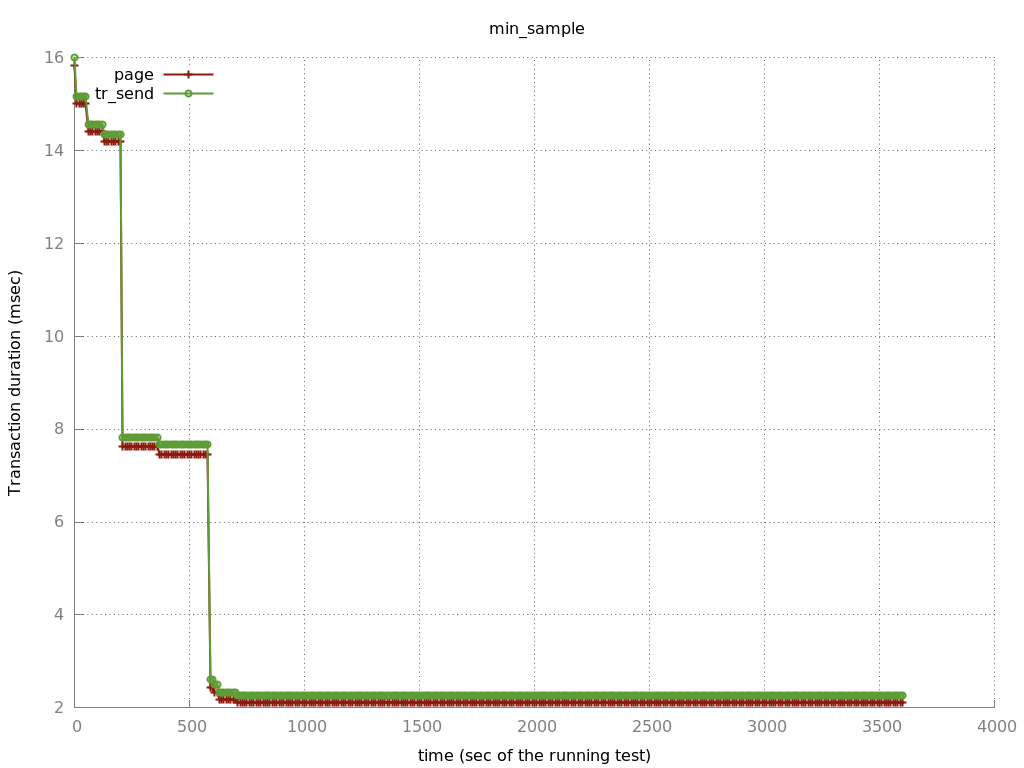 min_sample
16
14
12
10
8
6
4
2
page
tr_send
Transaction duration (msec)
0 500 1000 1500 2000 2500 3000 3500 4000
time (sec of the running test)